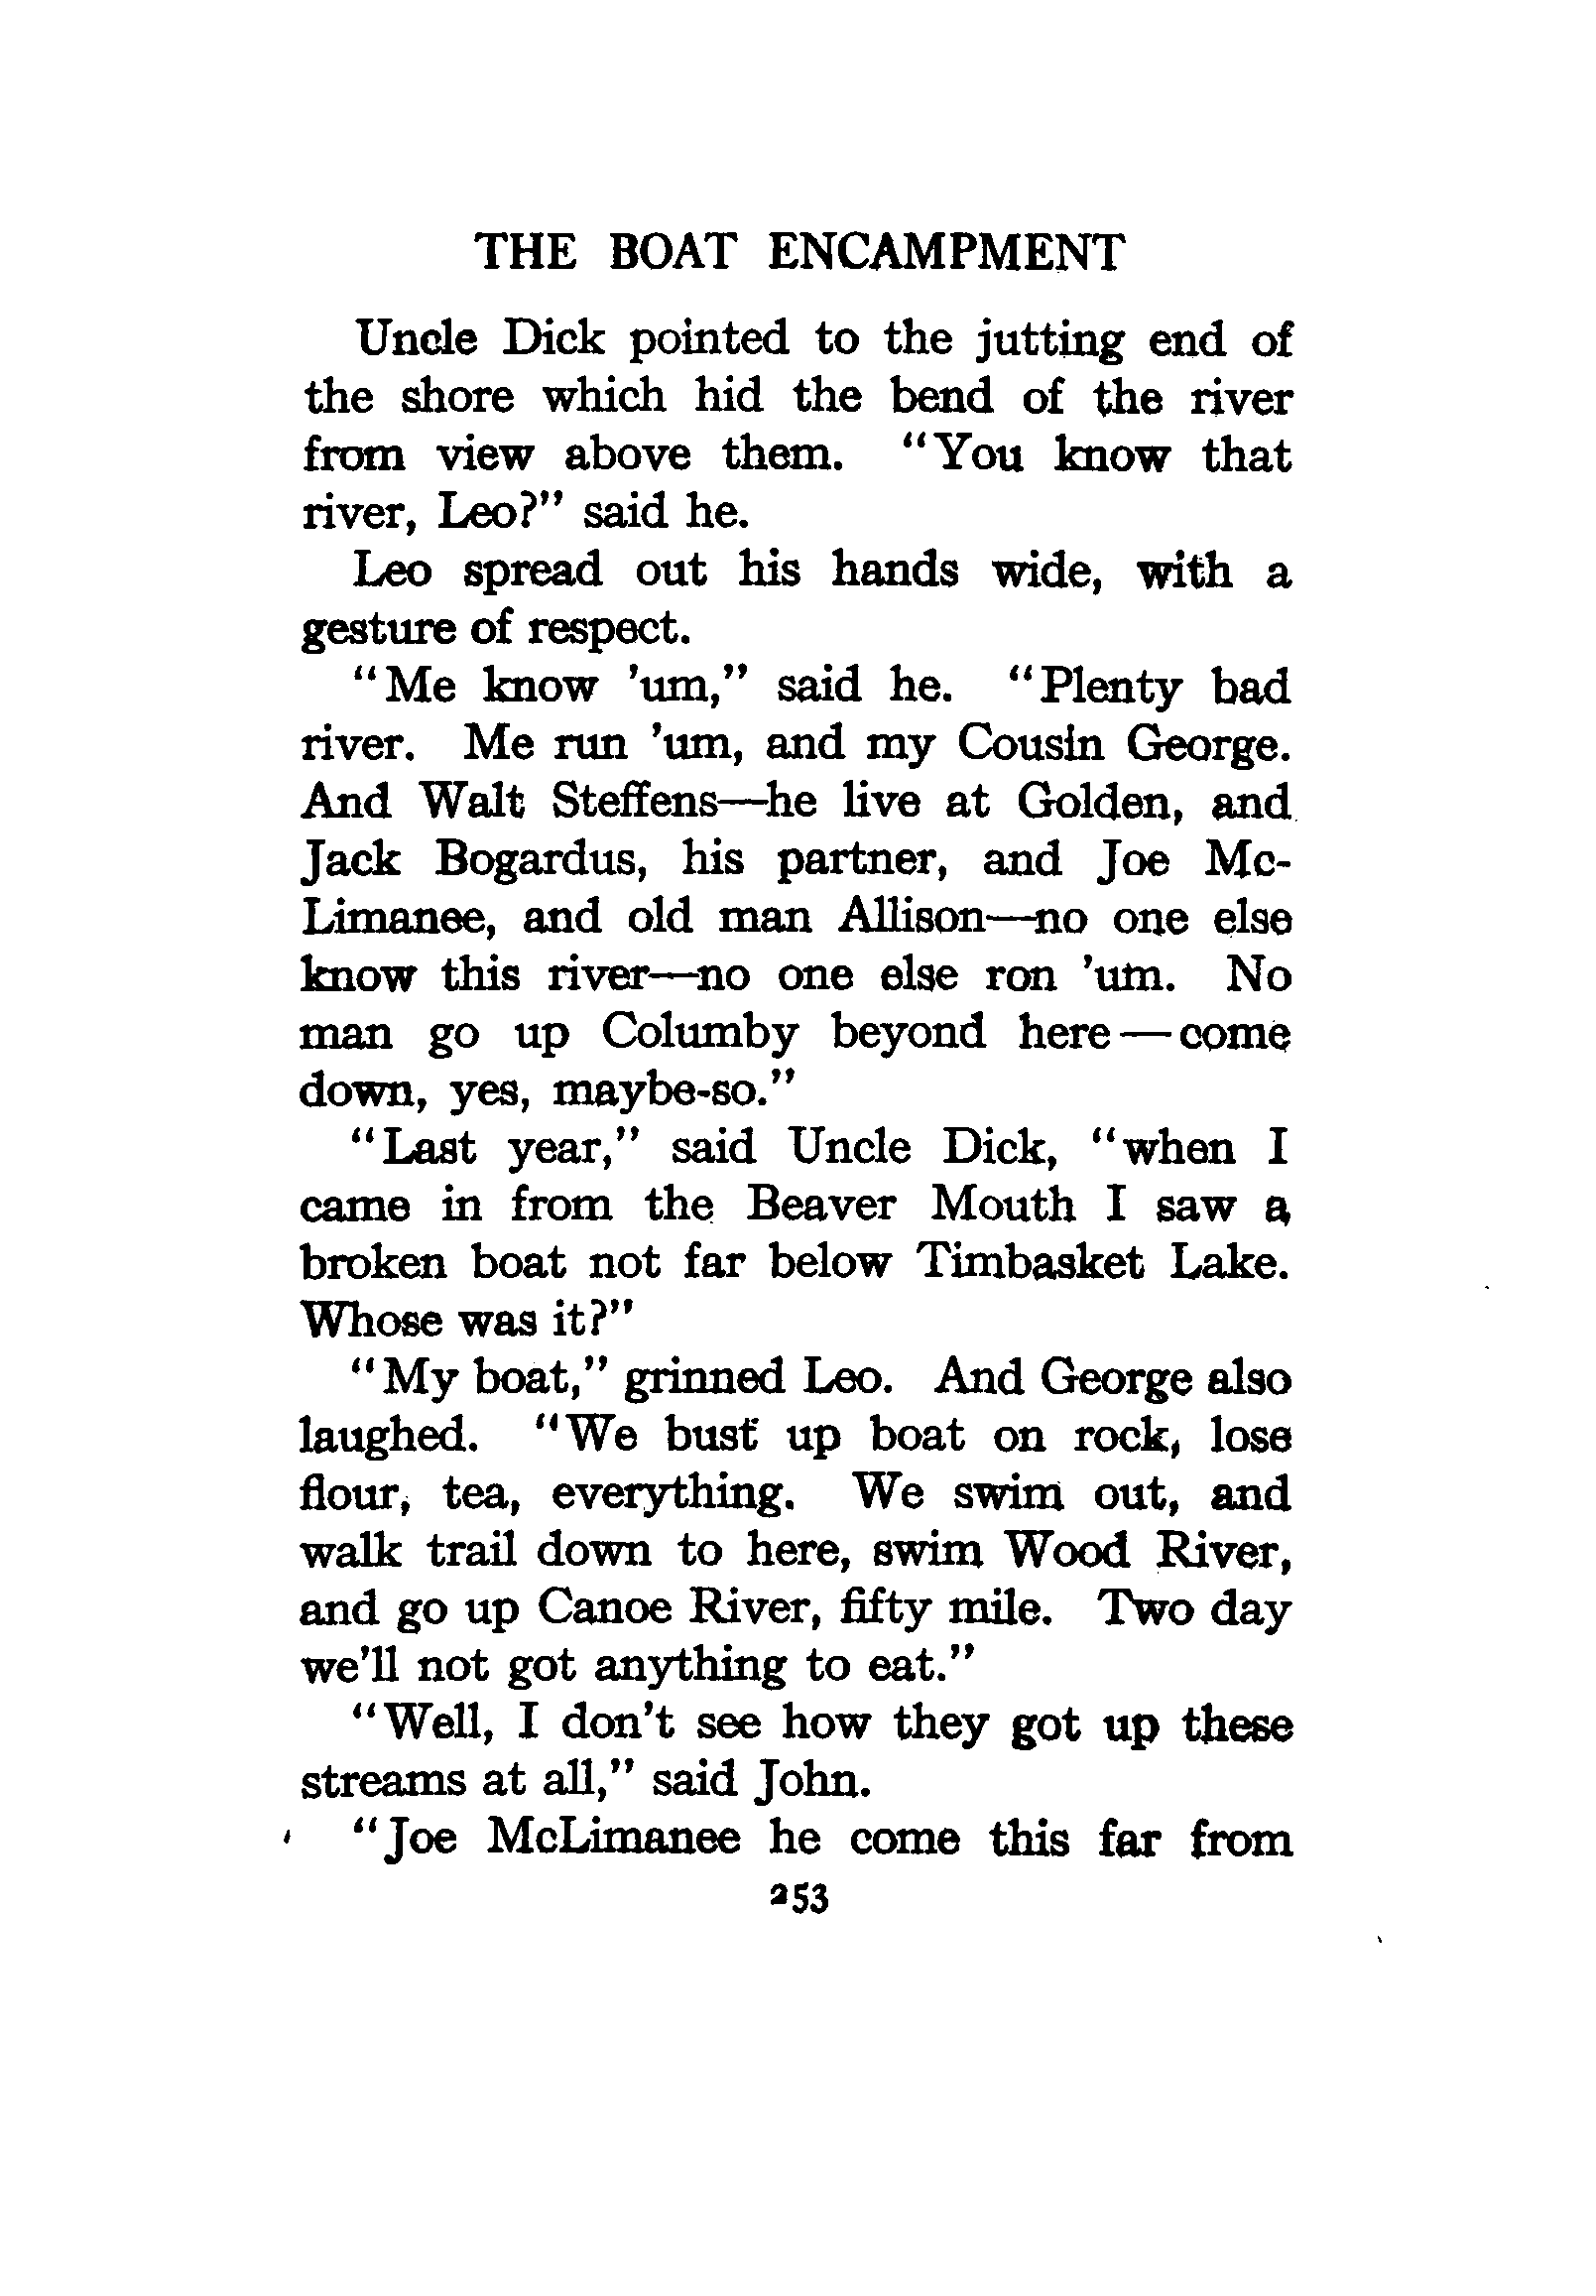 THE BOAT ENCAMPMENT
Uncle Dick pointed to the jutting end of
the shore which hid the bend of the river
from view above them. "You know that
river, Leo?" said he.
Leo spread out his hands wide, with a
gesture of respect.
"Me know 'um," said he. "Plenty bad
river. Me run 'um, and my Cousin George.
And Walt Steffens—he live at Golden, and
Jack Bogardus, his partner, and Joe Mc-
Limanee, and old man Allison—no one else
know this river—no one else ron 'um. No
man go up Columby beyond here—come
down, yes, maybe-so."
"Last year," said Uncle Dick, "when I
came in from the Beaver Mouth I saw a
broken boat not far below Timbasket Lake.
Whose was it?"
"My boat," grinned Leo. And George also
laughed. "We bust up boat on rock, lose
flour, tea, everything. We swim out, and
walk trail down to here, swim Wood River,
and go up Canoe River, fifty mile. Two day
we'll not got anything to eat."
"Well, I don't see how they got up these
streams at all," said John.
"Joe McLimanee he come this far from
253